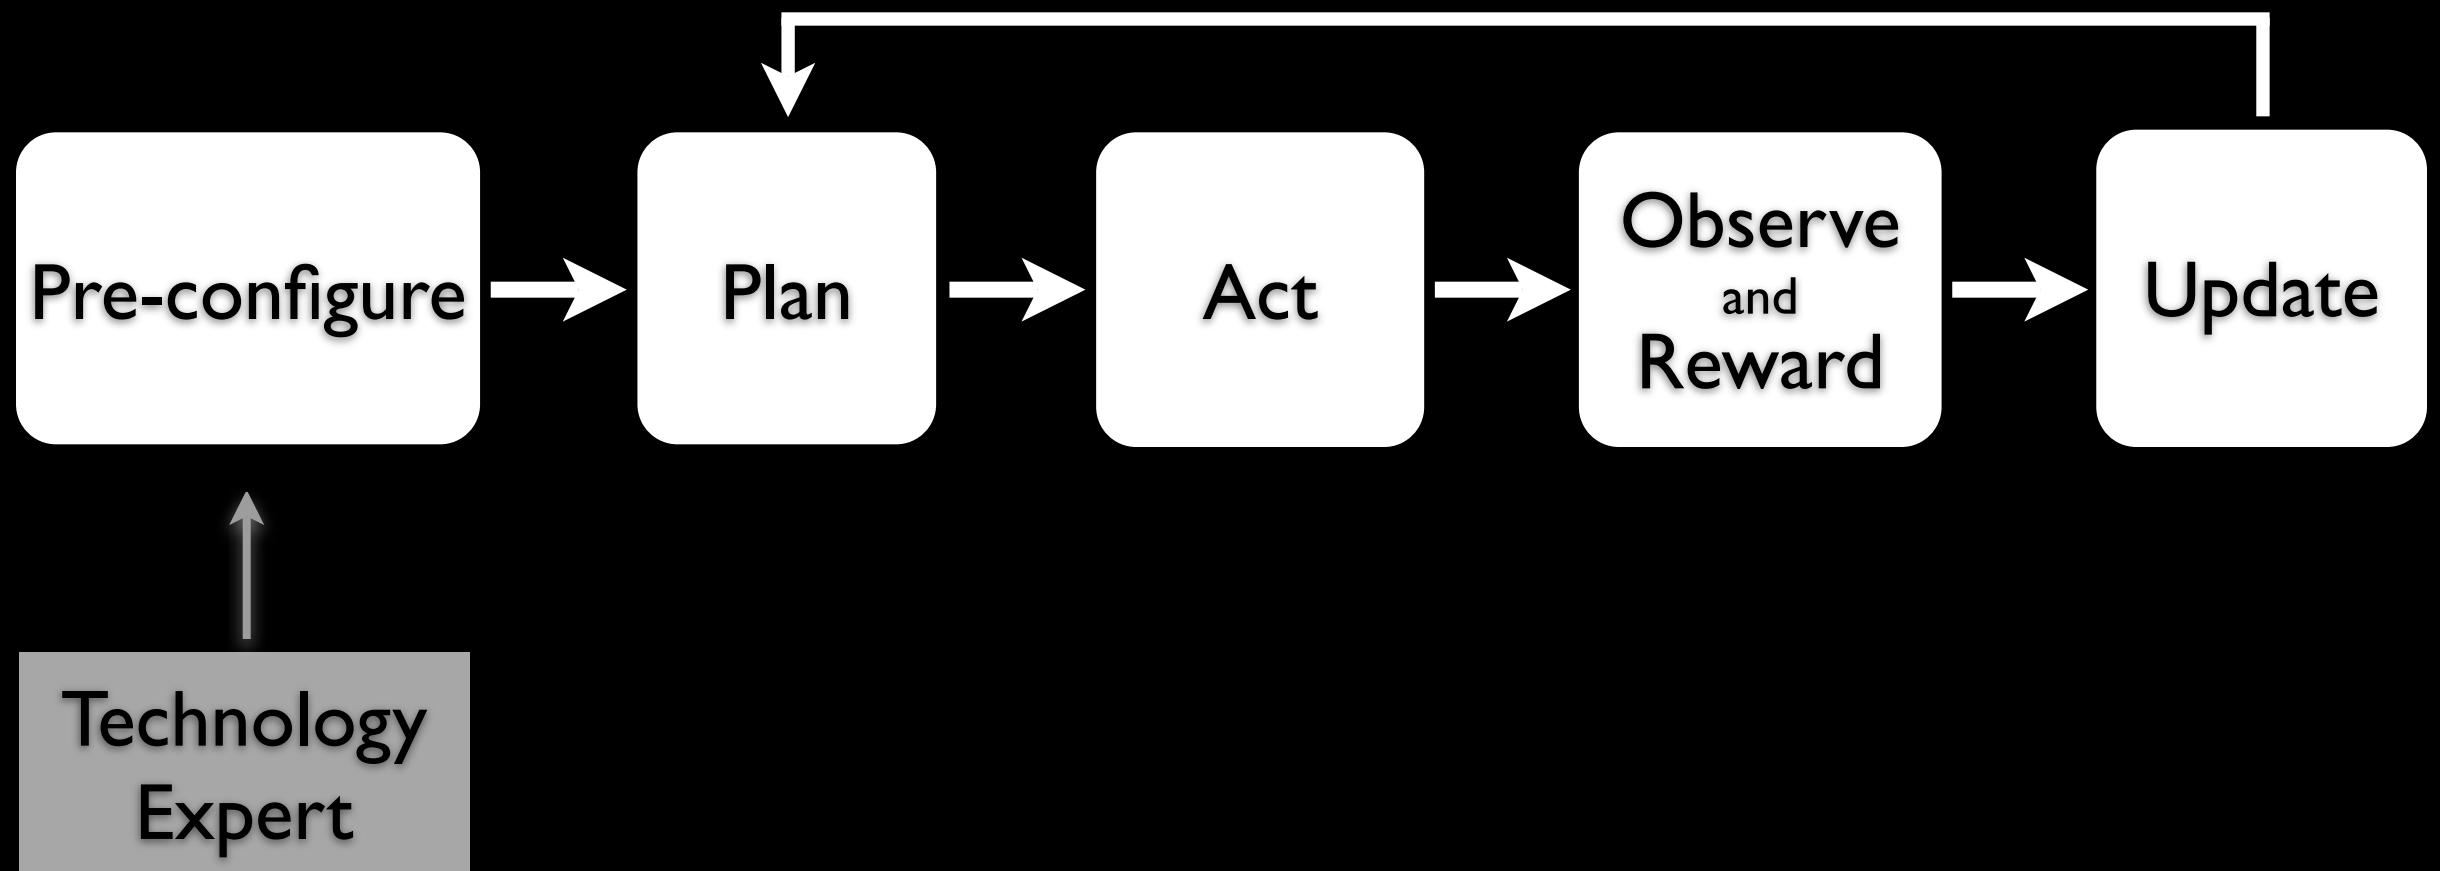 Pre-configure
Plan
Act
Observe
and
Reward
Update
Technology
Expert